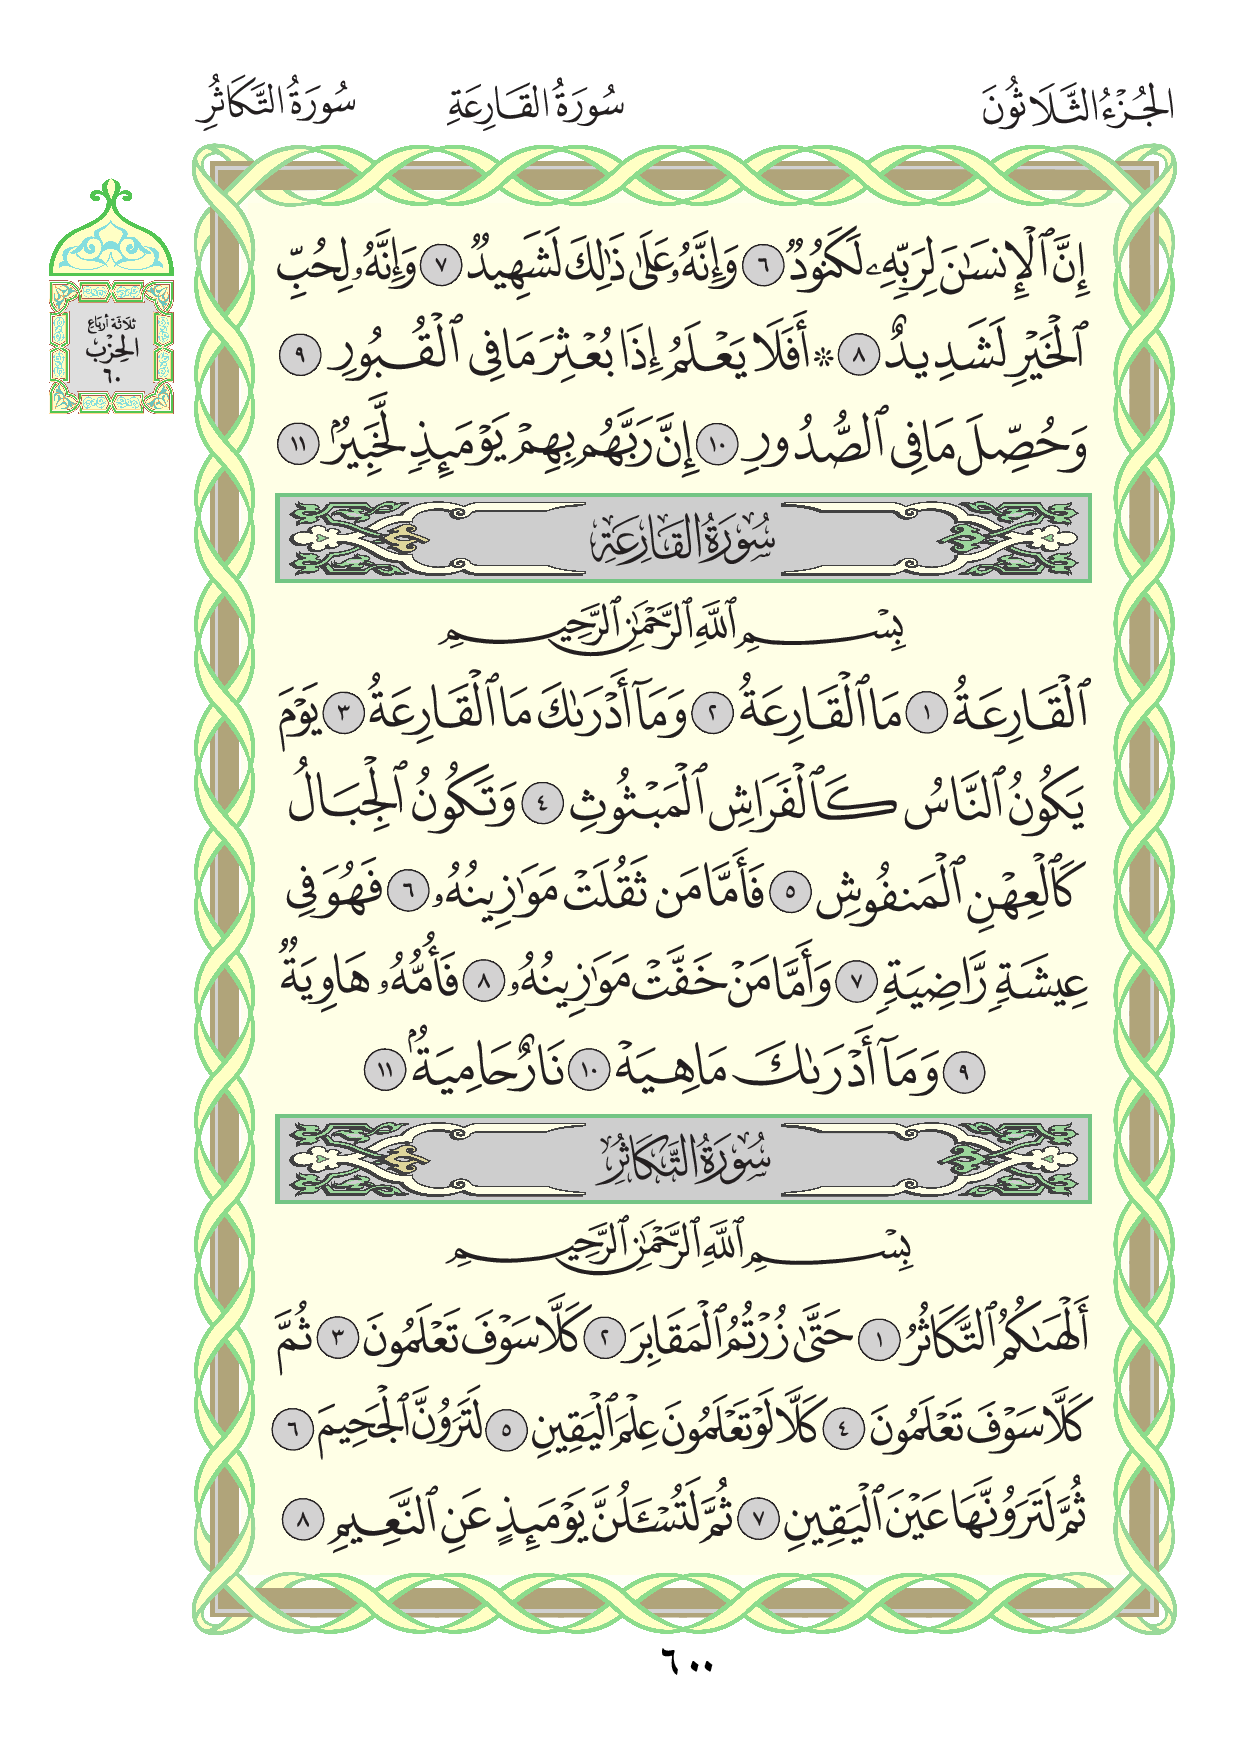 الجُزْءُ الثَّلَاثُونَ
سُورَةُ القَارِعَةِ
سُورَةُ التَّكَاثُرِ
ثلاثة أرباع
الحِزْب
٦٠
إِنَّ ٱلْإِنسَٰنَ لِرَبِّهِۦ لَكَنُودٌ ٦ وَإِنَّهُۥ عَلَىٰ ذَٰلِكَ لَشَهِيدٌ ٧ وَإِنَّهُۥ لِحُبِّ
ٱلْخَيْرِ لَشَدِيدٌ ٨ ۞ أَفَلَا يَعْلَمُ إِذَا بُعْثِرَ مَا فِى ٱلْقُبُورِ ٩
وَحُصِّلَ مَا فِى ٱلصُّدُورِ ١٠ إِنَّ رَبَّهُم بِهِمْ يَوْمَئِذٍ لَّخَبِيرٌۢ ١١
سُورَةُ القَارِعَةِ
بِسْمِ ٱللَّهِ ٱلرَّحْمَٰنِ ٱلرَّحِيمِ
ٱلْقَارِعَةُ ١ مَا ٱلْقَارِعَةُ ٢ وَمَآ أَدْرَىٰكَ مَا ٱلْقَارِعَةُ ٣ يَوْمَ
يَكُونُ ٱلنَّاسُ كَٱلْفَرَاشِ ٱلْمَبْثُوثِ ٤ وَتَكُونُ ٱلْجِبَالُ
كَٱلْعِهْنِ ٱلْمَنفُوشِ ٥ فَأَمَّا مَن ثَقُلَتْ مَوَٰزِينُهُۥ ٦ فَهُوَ فِى
عِيشَةٍ رَّاضِيَةٍ ٧ وَأَمَّا مَنْ خَفَّتْ مَوَٰزِينُهُۥ ٨ فَأُمُّهُۥ هَاوِيَةٌ
٩ وَمَآ أَدْرَىٰكَ مَا هِيَهْ ١٠ نَارٌ حَامِيَةٌۢ ١١
سُورَةُ التَّكَاثُرِ
بِسْمِ ٱللَّهِ ٱلرَّحْمَٰنِ ٱلرَّحِيمِ
أَلْهَىٰكُمُ ٱلتَّكَاثُرُ ١ حَتَّىٰ زُرْتُمُ ٱلْمَقَابِرَ ٢ كَلَّا سَوْفَ تَعْلَمُونَ ٣ ثُمَّ
كَلَّا سَوْفَ تَعْلَمُونَ ٤ كَلَّا لَوْ تَعْلَمُونَ عِلْمَ ٱلْيَقِينِ ٥ لَتَرَوُنَّ ٱلْجَحِيمَ ٦
ثُمَّ لَتَرَوُنَّهَا عَيْنَ ٱلْيَقِينِ ٧ ثُمَّ لَتُسْـَٔلُنَّ يَوْمَئِذٍ عَنِ ٱلنَّعِيمِ ٨
٦٠٠